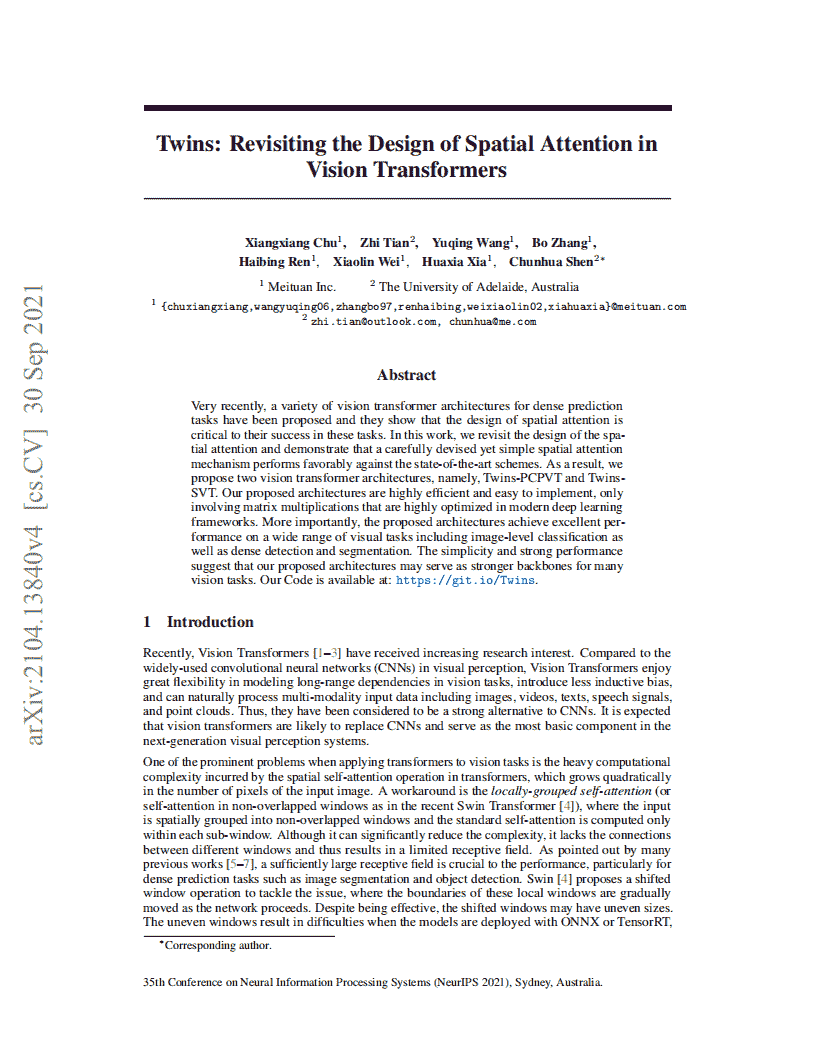 arXiv:2104.13840v4 [cs.CV] 30 Sep 2021
Twins: Revisiting the Design of Spatial Attention in
Vision Transformers
Xiangxiang Chu1, Zhi Tian2, Yuqing Wang1, Bo Zhang1,
Haibing Ren1, Xiaolin Wei1, Huaxia Xia1, Chunhua Shen2*
1 Meituan Inc. 2 The University of Adelaide, Australia
1 {chuxiangxiang,wangyuqing06,zhangbo97,renhaibing,weixiaolin02,xiahuaxia}@meituan.com
2 zhi.tian@outlook.com, chunhua@me.com
Abstract
Very recently, a variety of vision transformer architectures for dense prediction
tasks have been proposed and they show that the design of spatial attention is
critical to their success in these tasks. In this work, we revisit the design of the spa-
tial attention and demonstrate that a carefully devised yet simple spatial attention
mechanism performs favorably against the state-of-the-art schemes. As a result, we
propose two vision transformer architectures, namely, Twins-PCPVT and Twins-
SVT. Our proposed architectures are highly efficient and easy to implement, only
involving matrix multiplications that are highly optimized in modern deep learning
frameworks. More importantly, the proposed architectures achieve excellent per-
formance on a wide range of visual tasks including image-level classification as
well as dense detection and segmentation. The simplicity and strong performance
suggest that our proposed architectures may serve as stronger backbones for many
vision tasks. Our Code is available at: https://git.io/Twins.
1 Introduction
Recently, Vision Transformers [1–3] have received increasing research interest. Compared to the
widely-used convolutional neural networks (CNNs) in visual perception, Vision Transformers enjoy
great flexibility in modeling long-range dependencies in vision tasks, introduce less inductive bias,
and can naturally process multi-modality input data including images, videos, texts, speech signals,
and point clouds. Thus, they have been considered to be a strong alternative to CNNs. It is expected
that vision transformers are likely to replace CNNs and serve as the most basic component in the
next-generation visual perception systems.
One of the prominent problems when applying transformers to vision tasks is the heavy computational
complexity incurred by the spatial self-attention operation in transformers, which grows quadratically
in the number of pixels of the input image. A workaround is the locally-grouped self-attention (or
self-attention in non-overlapped windows as in the recent Swin Transformer [4]), where the input
is spatially grouped into non-overlapped windows and the standard self-attention is computed only
within each sub-window. Although it can significantly reduce the complexity, it lacks the connections
between different windows and thus results in a limited receptive field. As pointed out by many
previous works [5–7], a sufficiently large receptive field is crucial to the performance, particularly for
dense prediction tasks such as image segmentation and object detection. Swin [4] proposes a shifted
window operation to tackle the issue, where the boundaries of these local windows are gradually
moved as the network proceeds. Despite being effective, the shifted windows may have uneven sizes.
The uneven windows result in difficulties when the models are deployed with ONNX or TensorRT,
*Corresponding author.
35th Conference on Neural Information Processing Systems (NeurIPS 2021), Sydney, Australia.